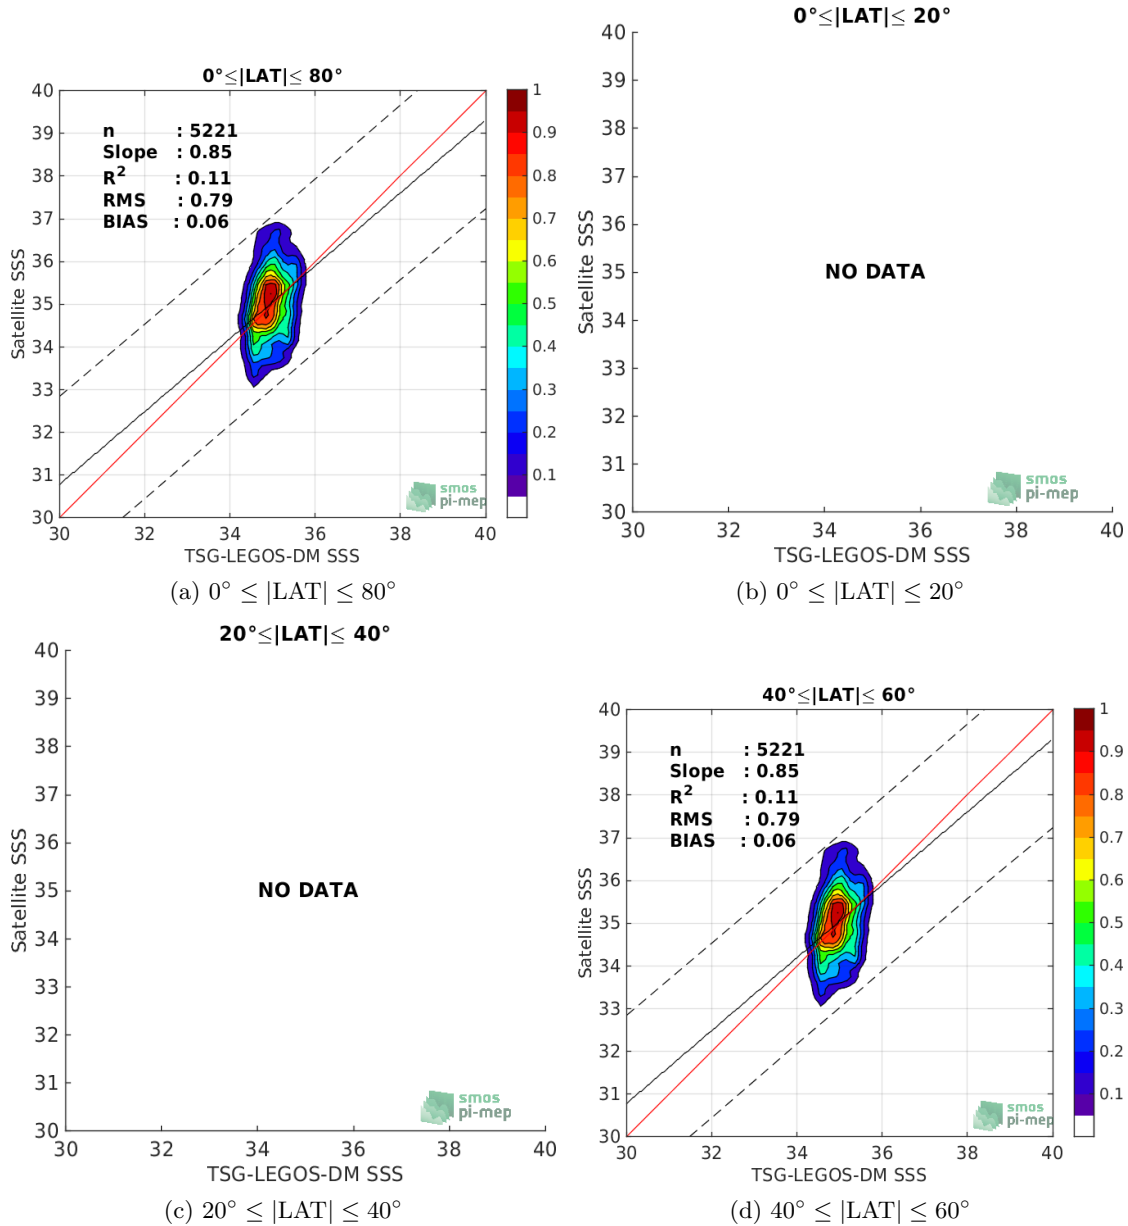 0°≤|LAT|≤ 80°
n : 5221
Slope : 0.85
R² : 0.11
RMS : 0.79
BIAS : 0.06
40
39
38
37
36
35
34
33
32
31
30
Satellite SSS
30 32 34 36 38 40
TSG-LEGOS-DM SSS
1
0.9
0.8
0.7
0.6
0.5
0.4
0.3
0.2
0.1
smos
pi-mep
(a) 0° ≤ |LAT| ≤ 80°
0°≤|LAT|≤ 20°
40
39
38
37
36
35
34
33
32
31
30
Satellite SSS
NO DATA
smos
pi-mep
30 32 34 36 38 40
TSG-LEGOS-DM SSS
(b) 0° ≤ |LAT| ≤ 20°
20°≤|LAT|≤ 40°
40
39
38
37
36
35
34
33
32
31
30
Satellite SSS
NO DATA
smos
pi-mep
30 32 34 36 38 40
TSG-LEGOS-DM SSS
(c) 20° ≤ |LAT| ≤ 40°
40°≤|LAT|≤ 60°
n : 5221
Slope : 0.85
R² : 0.11
RMS : 0.79
BIAS : 0.06
40
39
38
37
36
35
34
33
32
31
30
Satellite SSS
30 32 34 36 38 40
TSG-LEGOS-DM SSS
1
0.9
0.8
0.7
0.6
0.5
0.4
0.3
0.2
0.1
smos
pi-mep
(d) 40° ≤ |LAT| ≤ 60°